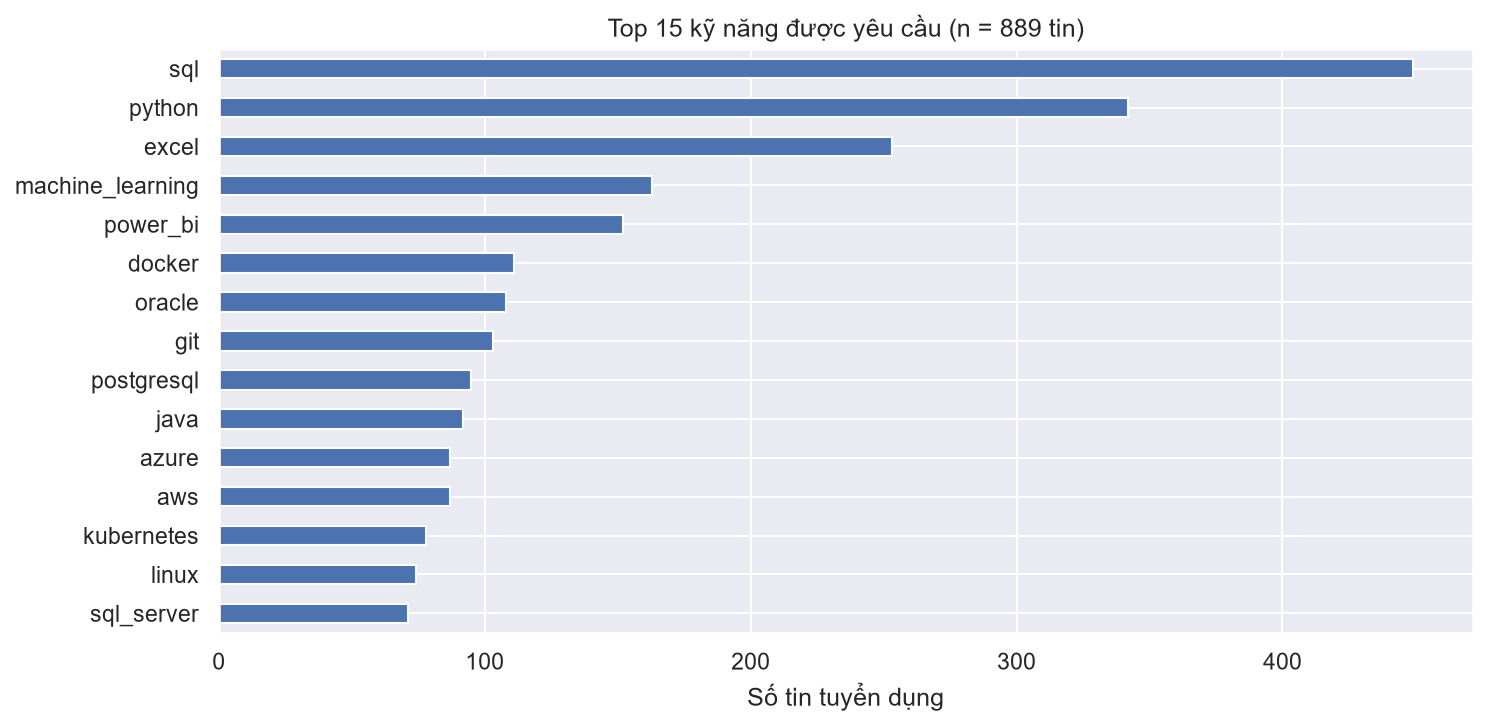 Top 15 kỹ năng được yêu cầu (n = 889 tin)
sql
python
excel
machine_learning
power_bi
docker
oracle
git
postgresql
java
azure
aws
kubernetes
linux
sql_server
0 100 200 300 400
Số tin tuyển dụng